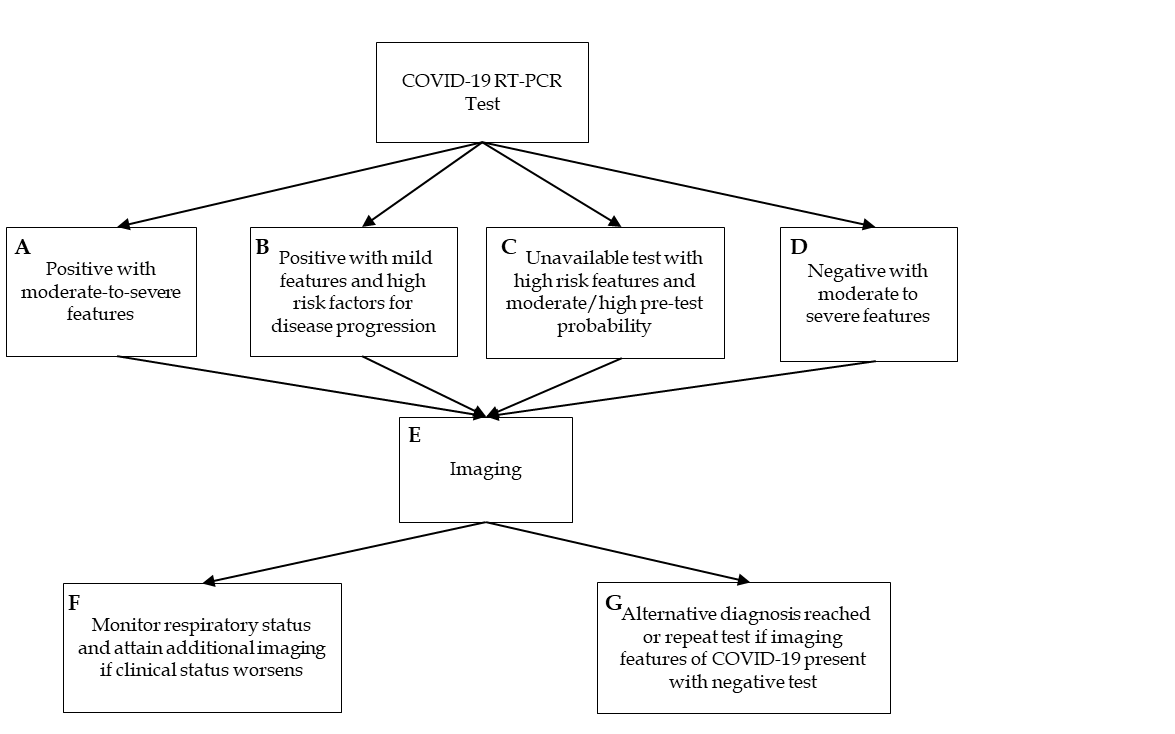 COVID-19 RT-PCR
Test
A
Positive with
moderate-to-severe
features
B
Positive with mild
features and high
risk factors for
disease progression
C
Unavailable test with
high risk features and
moderate/high pre-test
probability
D
Negative with
moderate to
severe features
E
Imaging
F
Monitor respiratory status
and attain additional imaging
if clinical status worsens
G
Alternative diagnosis reached
or repeat test if imaging
features of COVID-19 present
with negative test